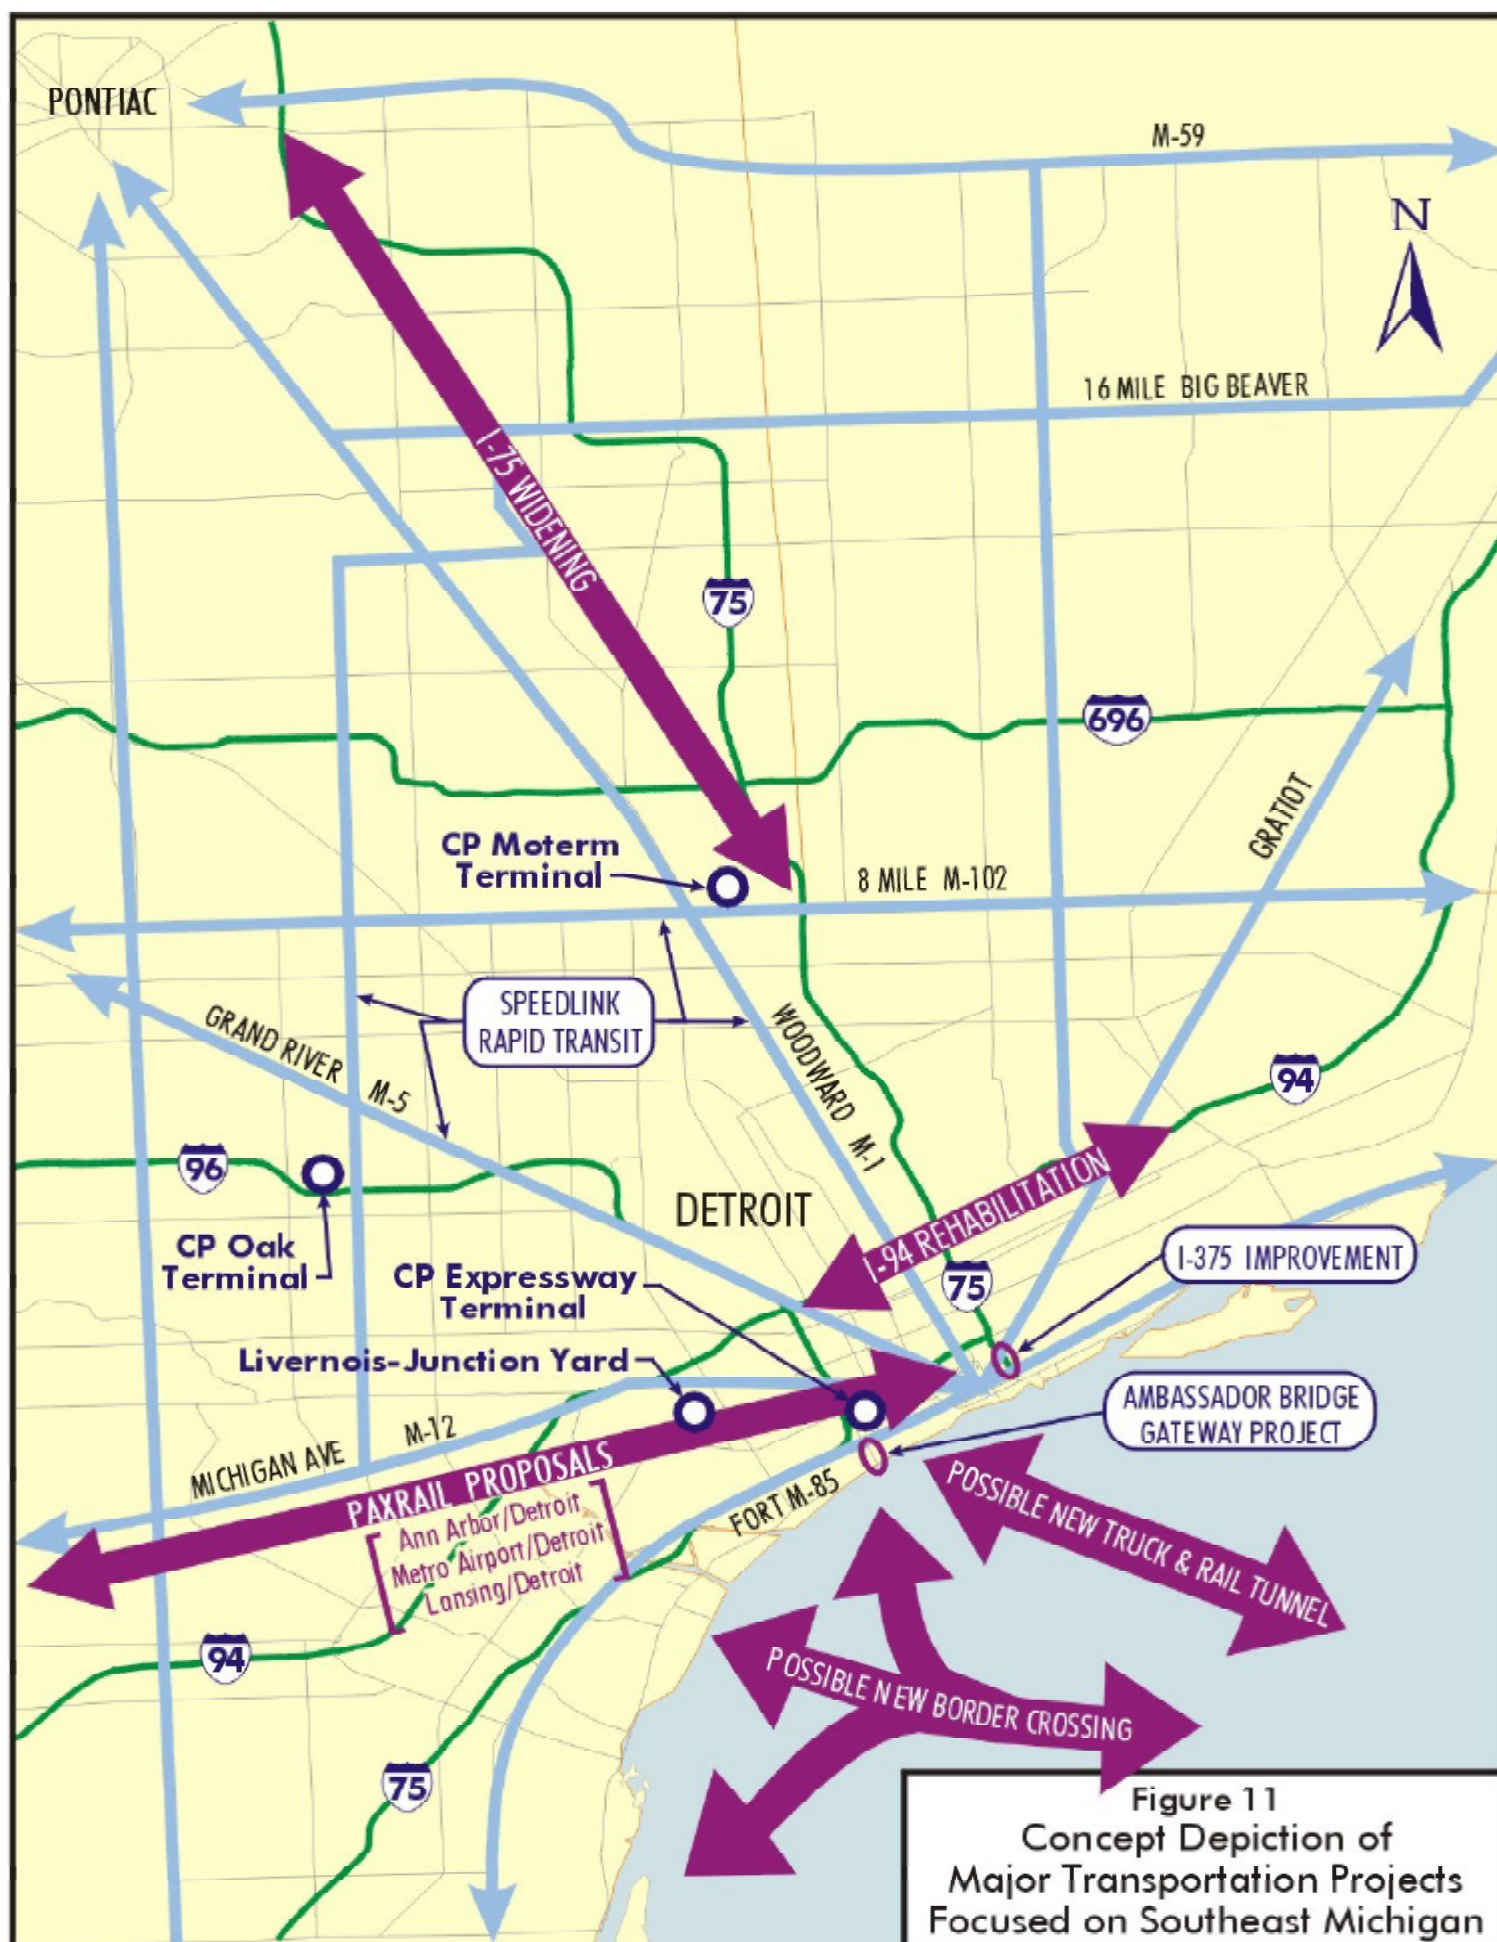 PONTIAC
M-59
N
16 MILE BIG BEAVER
I-75 WIDENING
75
696
GRATIOT
CP Moterm
Terminal
8 MILE M-102
SPEEDLINK
RAPID TRANSIT
GRAND RIVER M-5
WOODWARD M-1
94
96
DETROIT
I-94 REHABILITATION
CP Oak
Terminal
CP Expressway
Terminal
75
I-375 IMPROVEMENT
Livernois-Junction Yard
AMBASSADOR BRIDGE
GATEWAY PROJECT
MICHIGAN AVE M-12
PAXRAIL PROPOSALS
Ann Arbor/Detroit
Metro Airport/Detroit
Lansing/Detroit
FORT M-85
POSSIBLE NEW TRUCK & RAIL TUNNEL
94
POSSIBLE NEW BORDER CROSSING
75
Figure 11
Concept Depiction of
Major Transportation Projects
Focused on Southeast Michigan